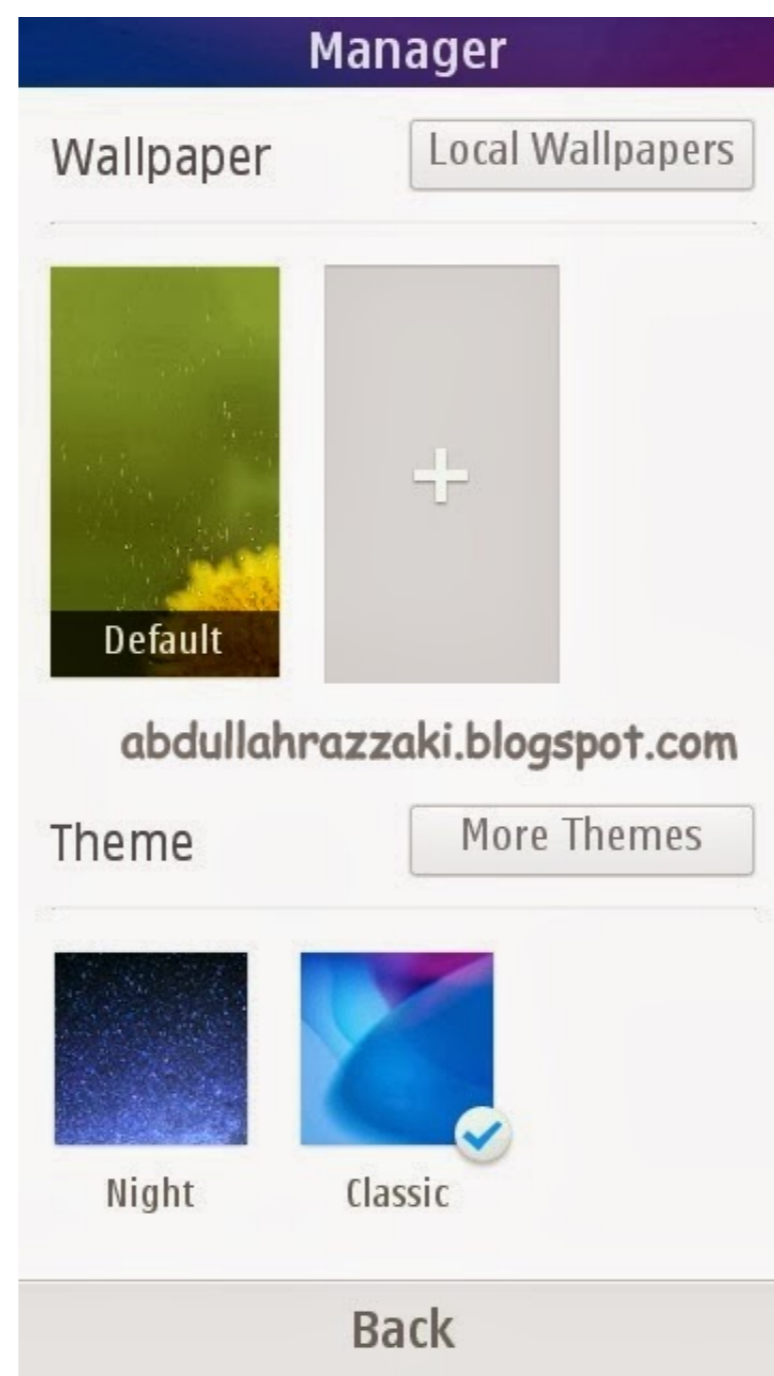 Manager
Wallpaper Local Wallpapers
Default
abdullahrazzaki.blogspot.com
Theme More Themes
Night Classic
Back